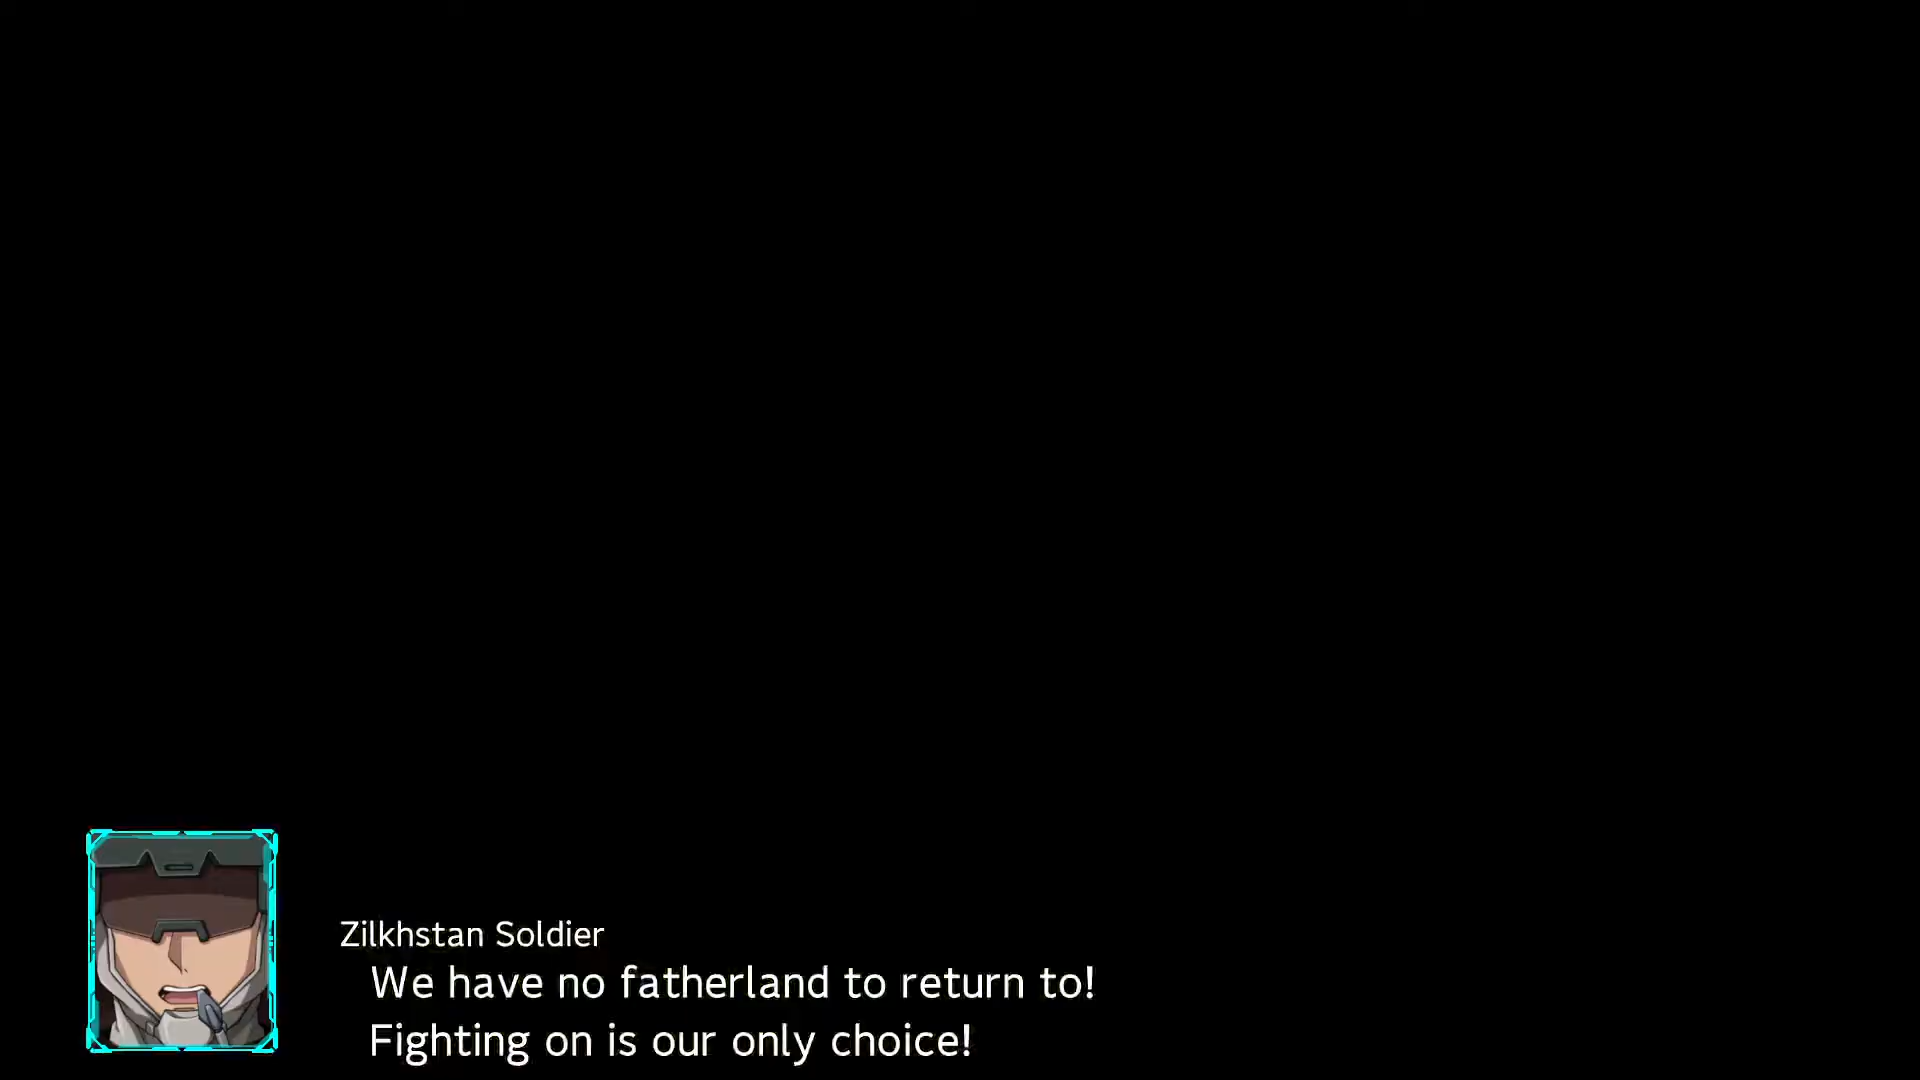 Zilkhstan Soldier
We have no fatherland to return to!
Fighting on is our only choice!